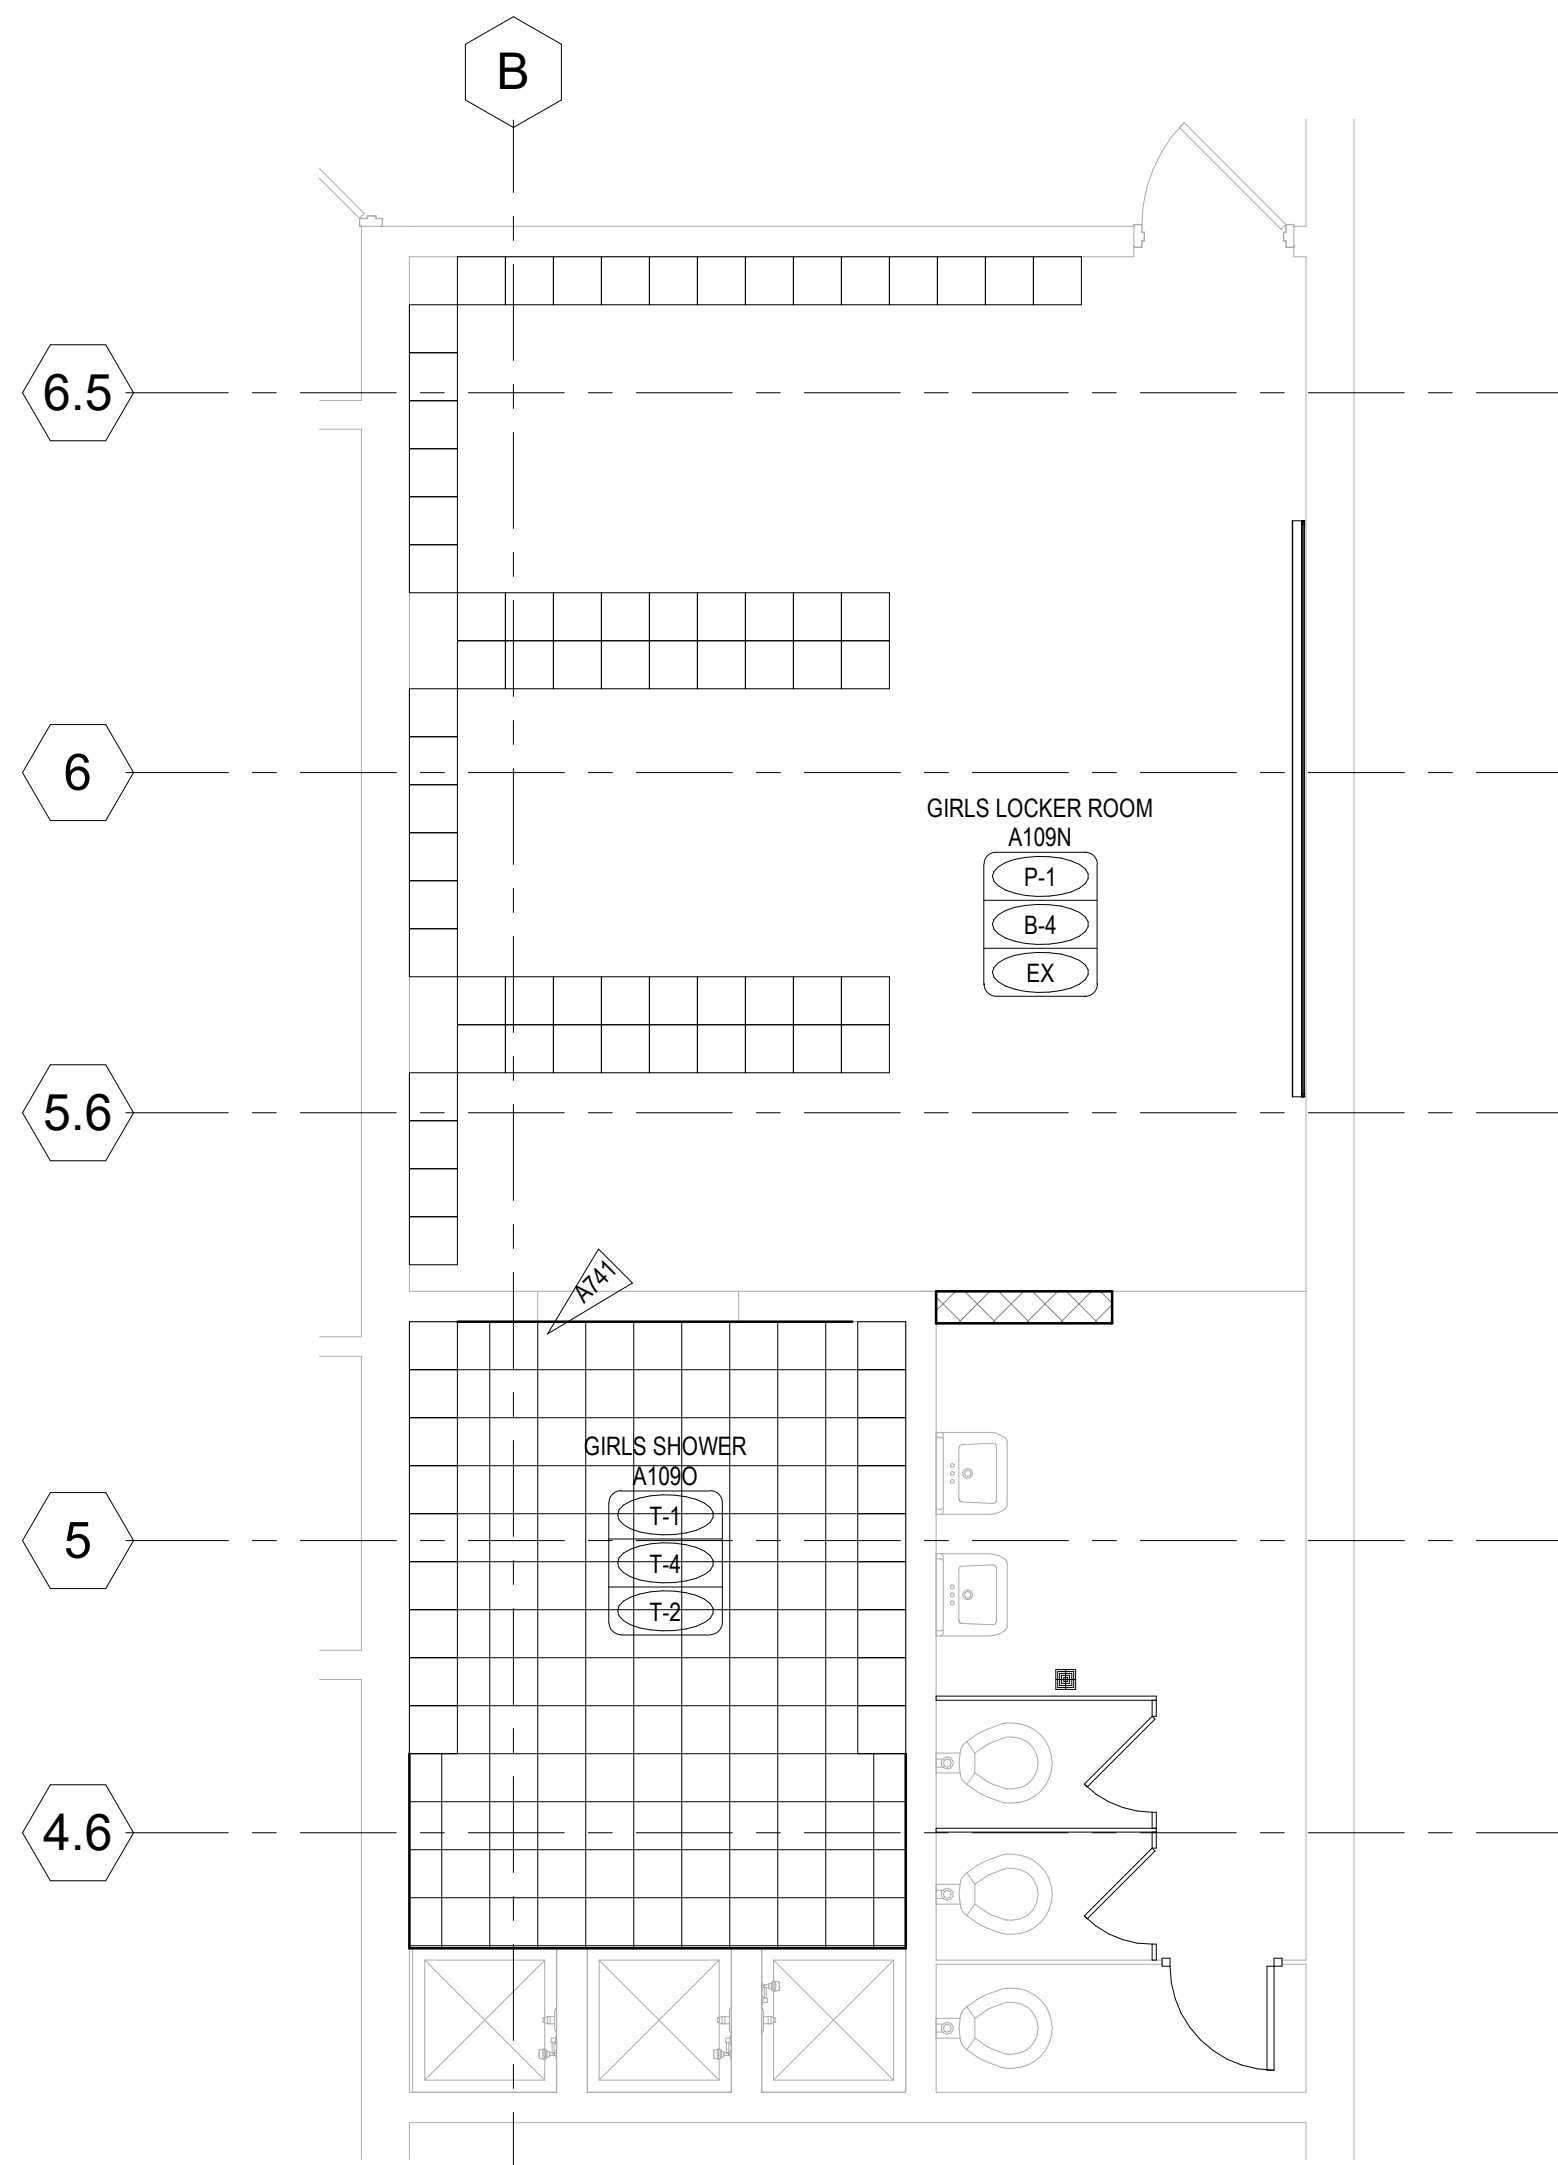 B
6.5
6
GIRLS LOCKER ROOM
A109N
P-1
B-4
EX
5.6
A741
GIRLS SHOWER
A109O
T-1
5
T-4
T-2
4.6